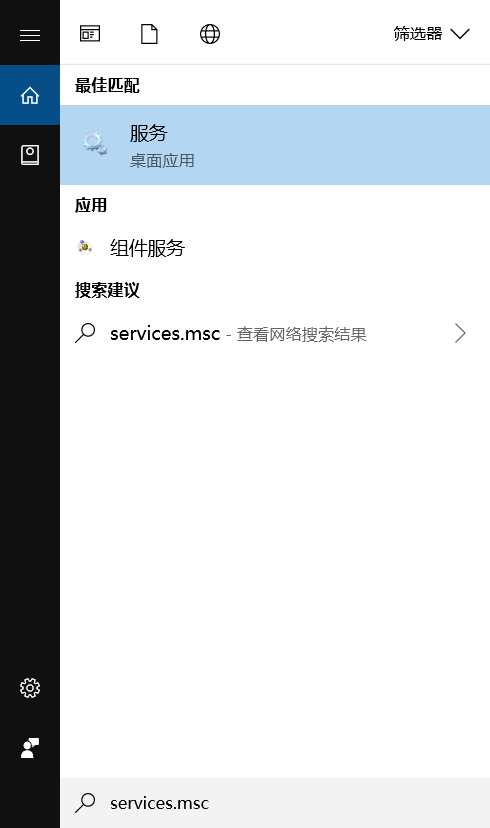 筛选器
最佳匹配
服务
桌面应用
应用
组件服务
搜索建议
services.msc - 查看网络搜索结果
services.msc